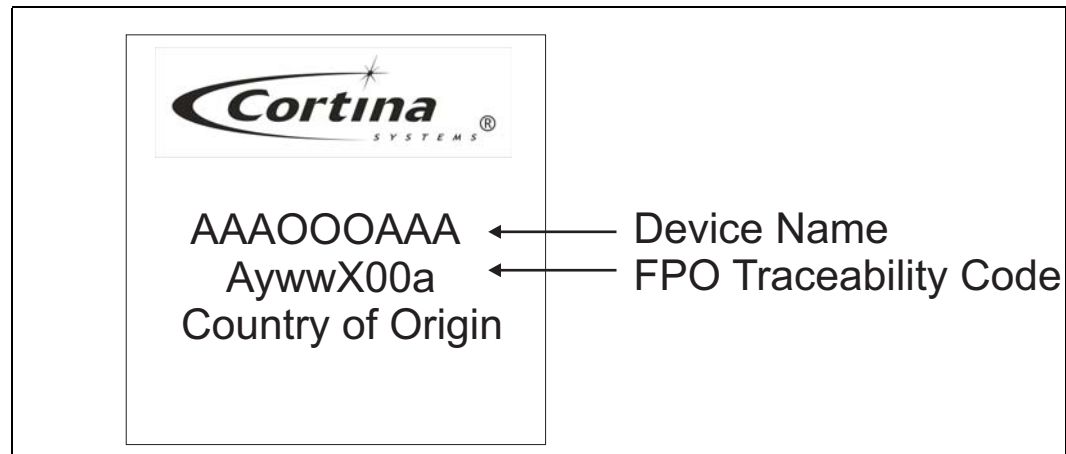 Cortina
SYSTEMS ®
AAAOOOAAA
Device Name
AywwX00a
FPO Traceability Code
Country of Origin